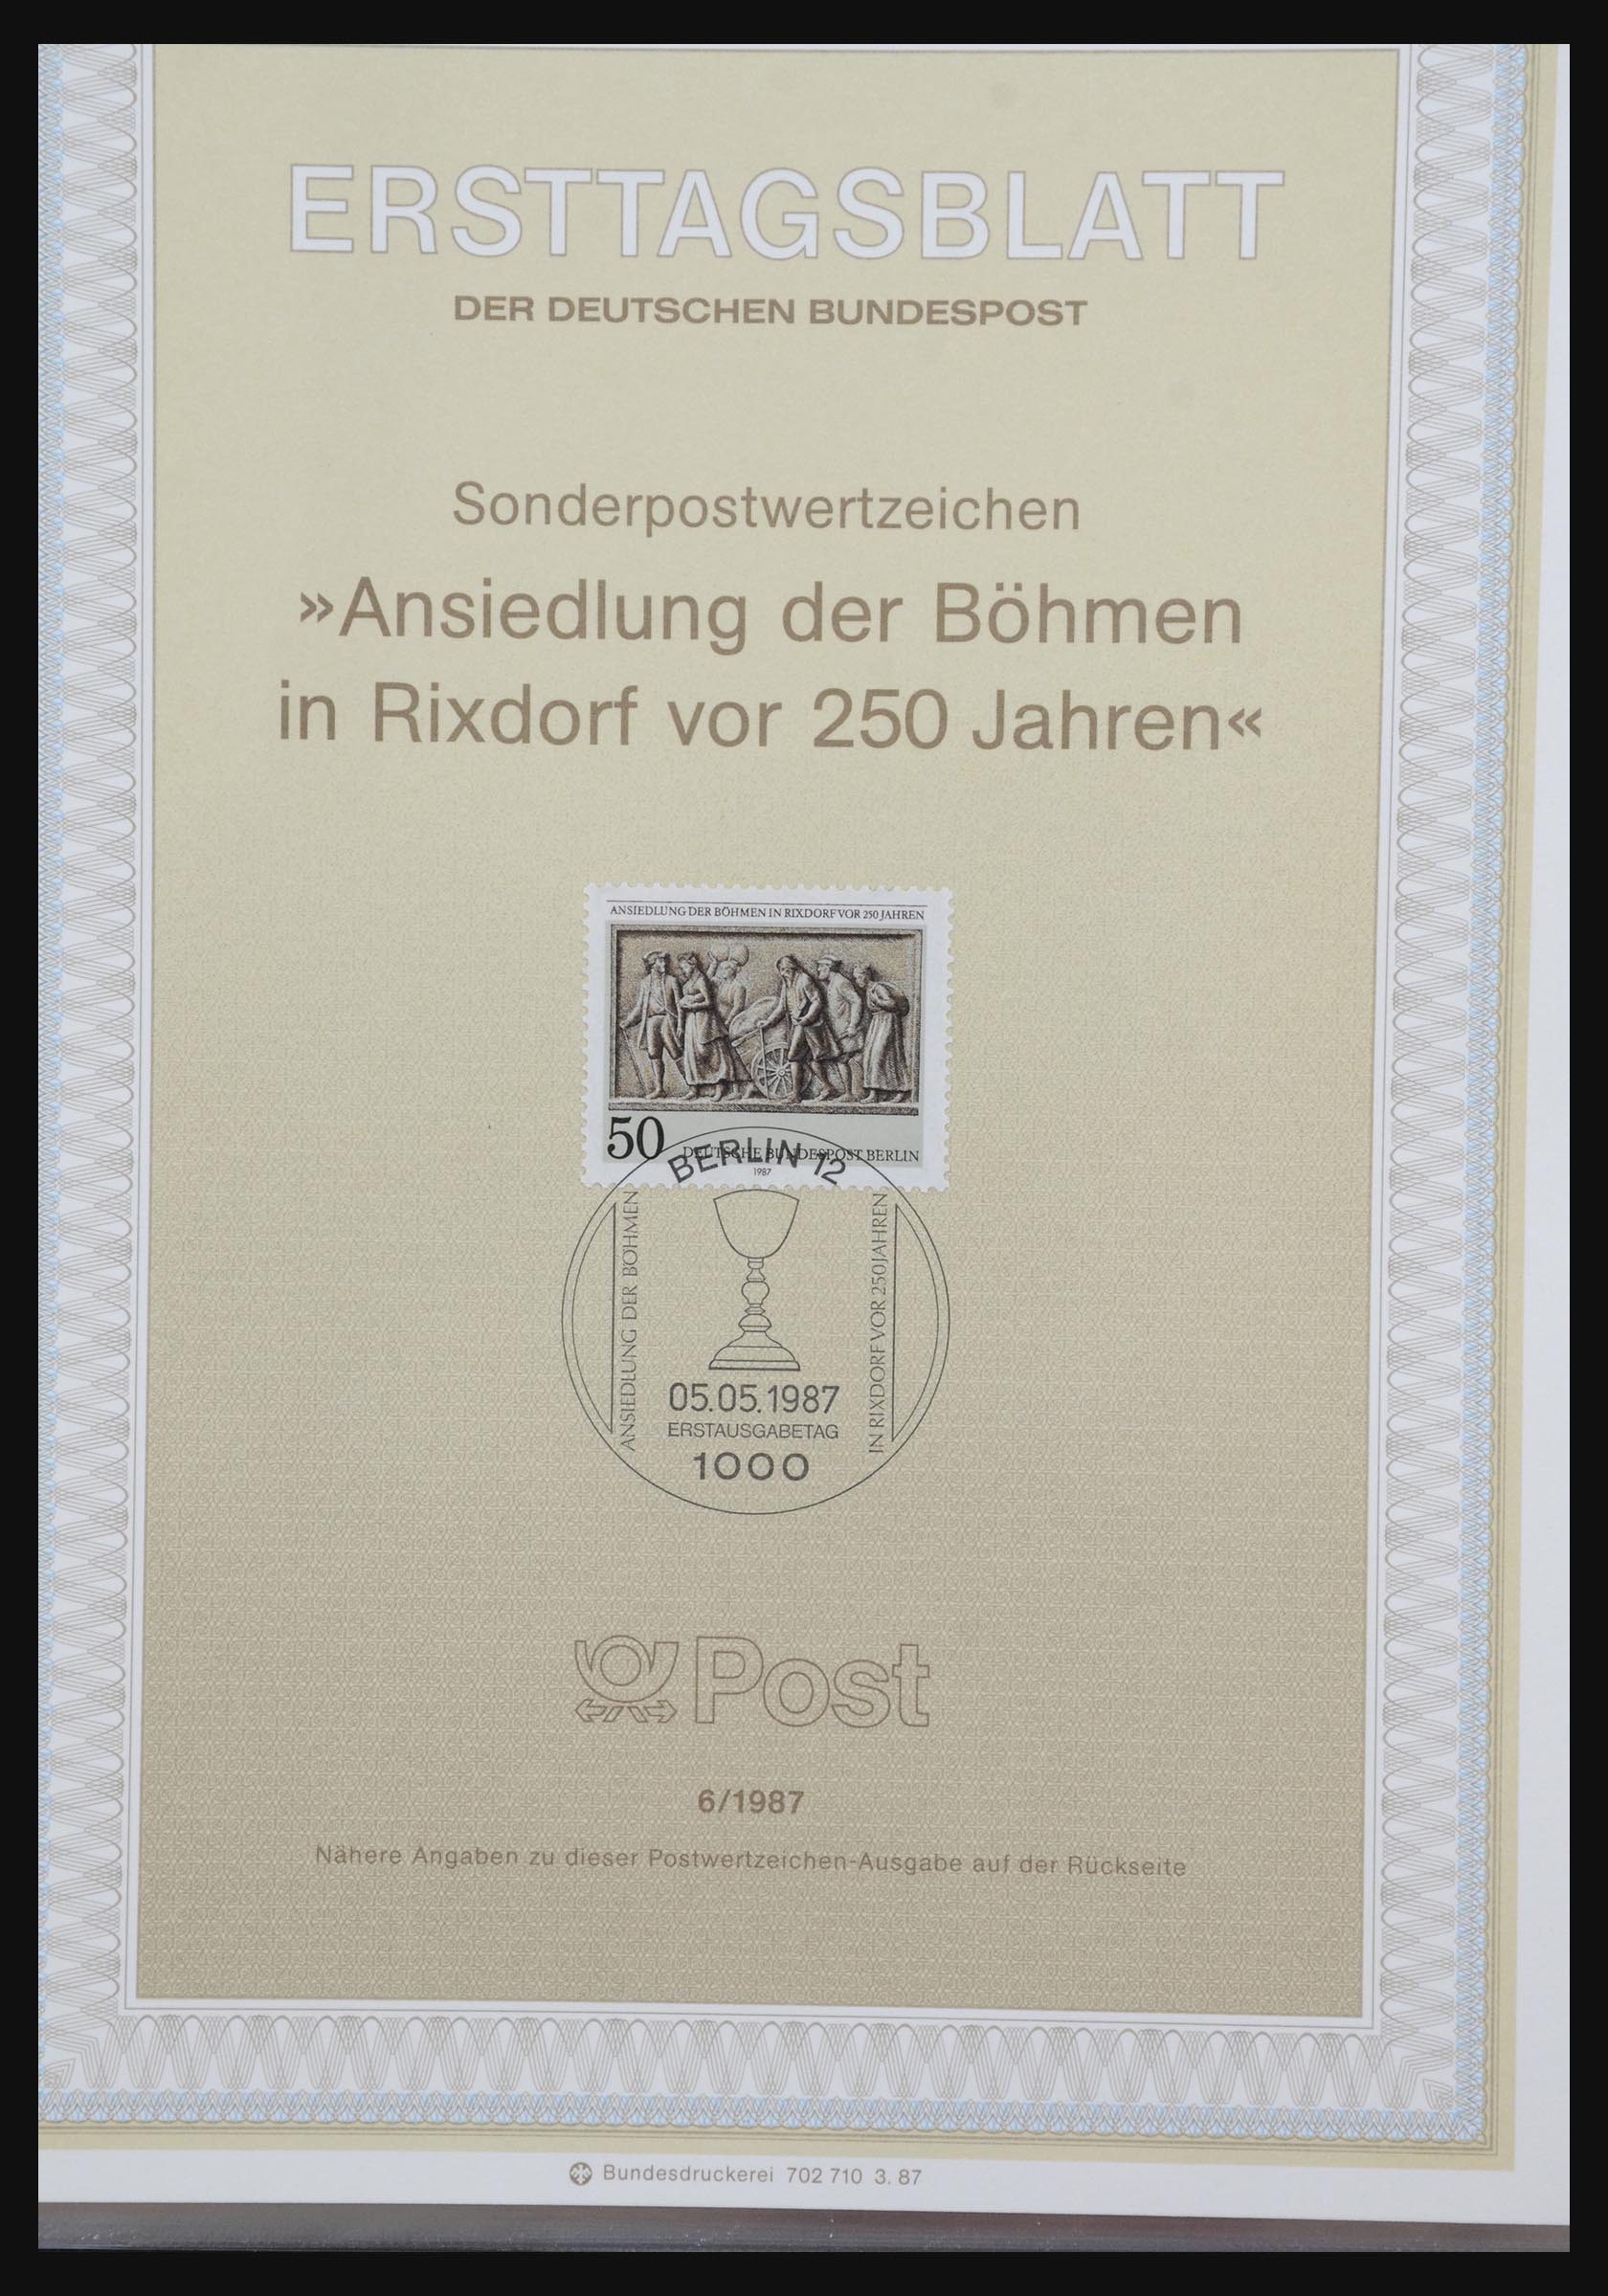 ERSTTAGSBLATT
DER DEUTSCHEN BUNDESPOST
Sonderpostwertzeichen
»Ansiedlung der Böhmen
in Rixdorf vor 250 Jahren«
ANSIEDLUNG DER BÖHMEN IN RIXDORF VOR 250 JAHREN
50
DEUTSCHE BUNDESPOST BERLIN
1987
BERLIN 12
ANSIEDLUNG DER BÖHMEN
IN RIXDORF VOR 250 JAHREN
05.05.1987
ERSTAUSGABETAG
1000
Post
6/1987
Nähere Angaben zu dieser Postwertzeichen-Ausgabe auf der Rückseite
Bundesdruckerei 702 710 3. 87